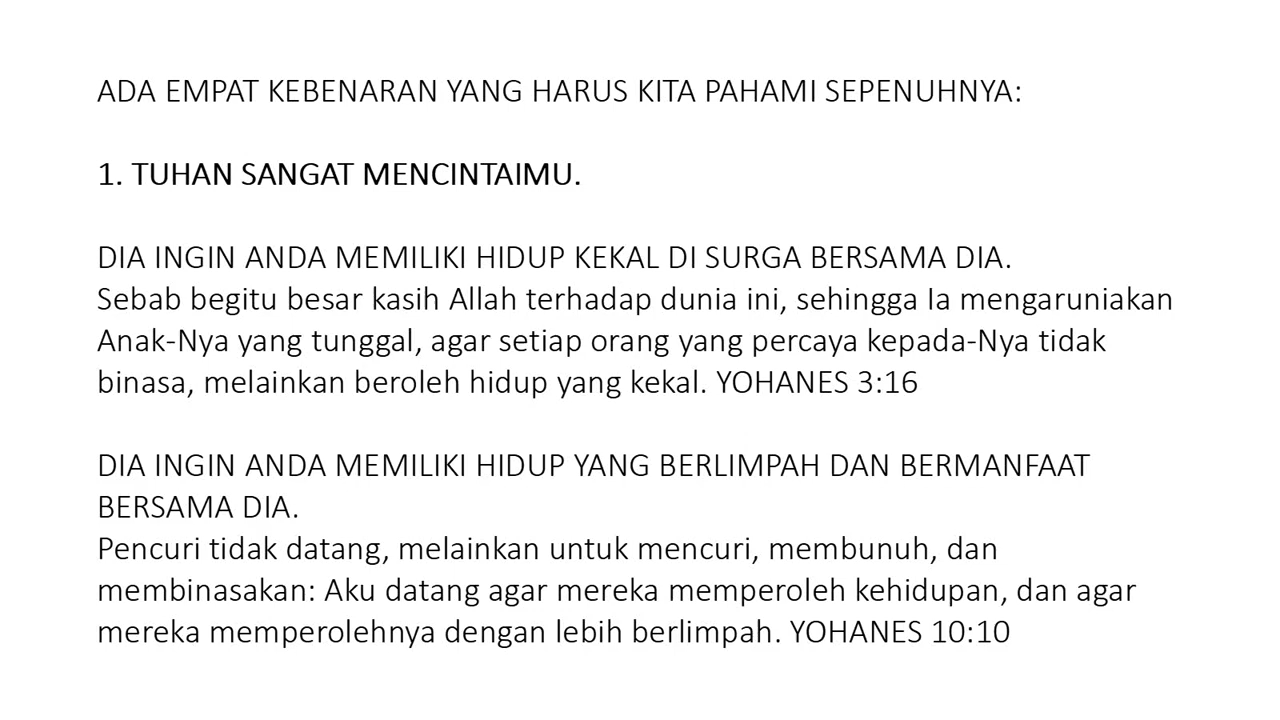 ADA EMPAT KEBENARAN YANG HARUS KITA PAHAMI SEPENUHNYA:
1. TUHAN SANGAT MENCINTAIMU.
DIA INGIN ANDA MEMILIKI HIDUP KEKAL DI SURGA BERSAMA DIA.
Sebab begitu besar kasih Allah terhadap dunia ini, sehingga Ia mengaruniakan
Anak-Nya yang tunggal, agar setiap orang yang percaya kepada-Nya tidak
binasa, melainkan beroleh hidup yang kekal. YOHANES 3:16
DIA INGIN ANDA MEMILIKI HIDUP YANG BERLIMPAH DAN BERMANFAAT
BERSAMA DIA.
Pencuri tidak datang, melainkan untuk mencuri, membunuh, dan
membinasakan: Aku datang agar mereka memperoleh kehidupan, dan agar
mereka memperolehnya dengan lebih berlimpah. YOHANES 10:10